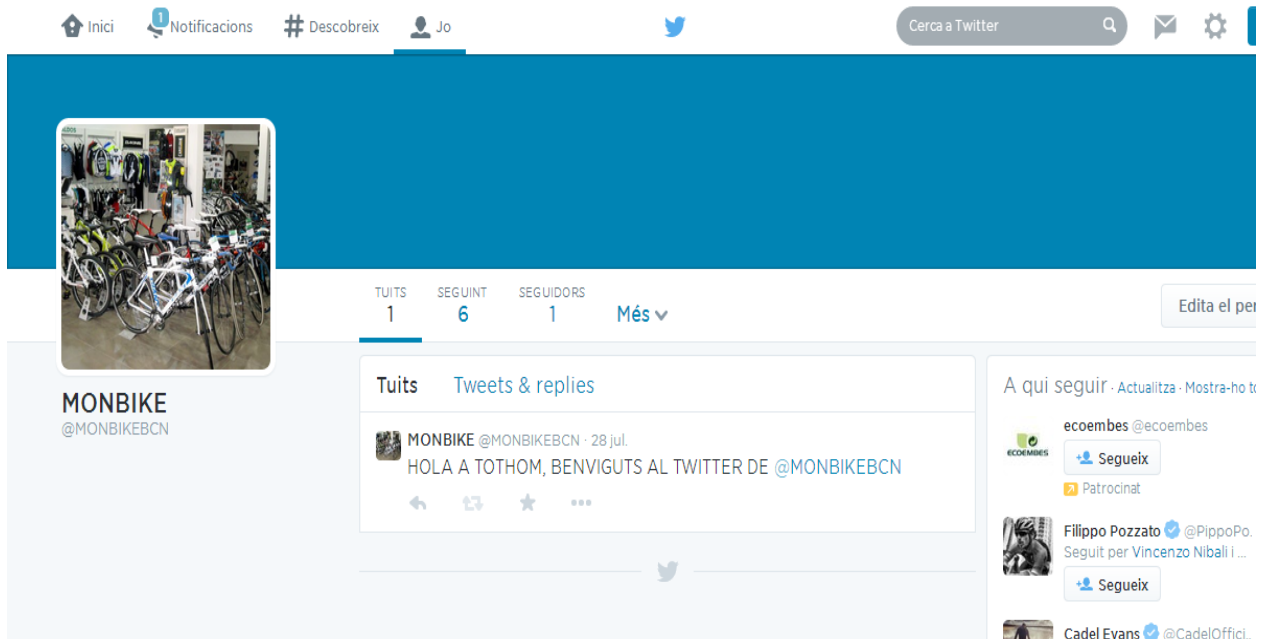 Inici
1
Notificacions
Descobreix
Jo
Cerca a Twitter
TUITS
1
SEGUINT
6
SEGUIDORS
1
Més
Edita el per
MONBIKE
@MONBIKEBCN
Tuits Tweets & replies
MONBIKE @MONBIKEBCN · 28 jul.
HOLA A TOTHOM, BENVIGUTS AL TWITTER DE @MONBIKEBCN
A qui seguir · Actualitza · Mostra-ho to
ecoembes @ecoembes
ECOEMBES
Segueix
Patrocinat
Filippo Pozzato @PippoPo.
Seguit per Vincenzo Nibali i ...
Segueix
Cadel Evans @CadelOffici..